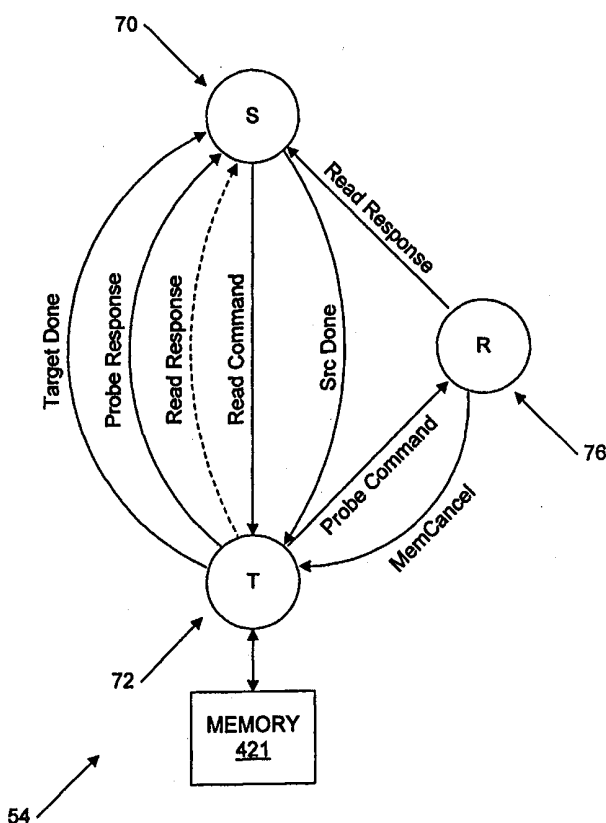 70
S
Read Response
Target Done
Probe Response
Read Response
Read Command
Src Done
R
76
Probe Command
MemCancel
T
72
MEMORY
421
54